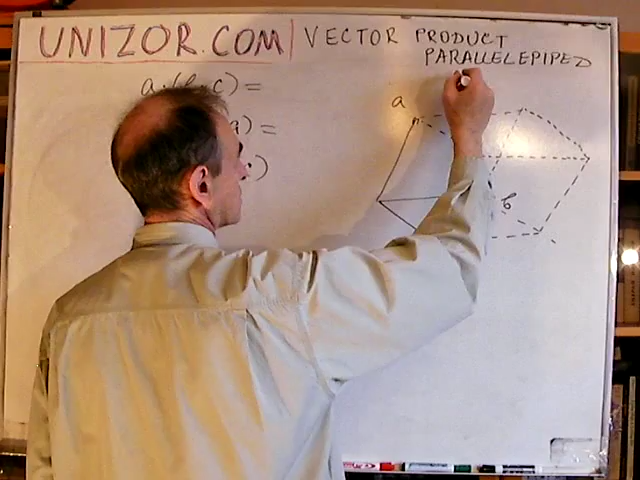 UNIZOR.COM | VECTOR PRODUCT
PARALLELEPIPED
a·(b×c) =
a) =
)
a
b